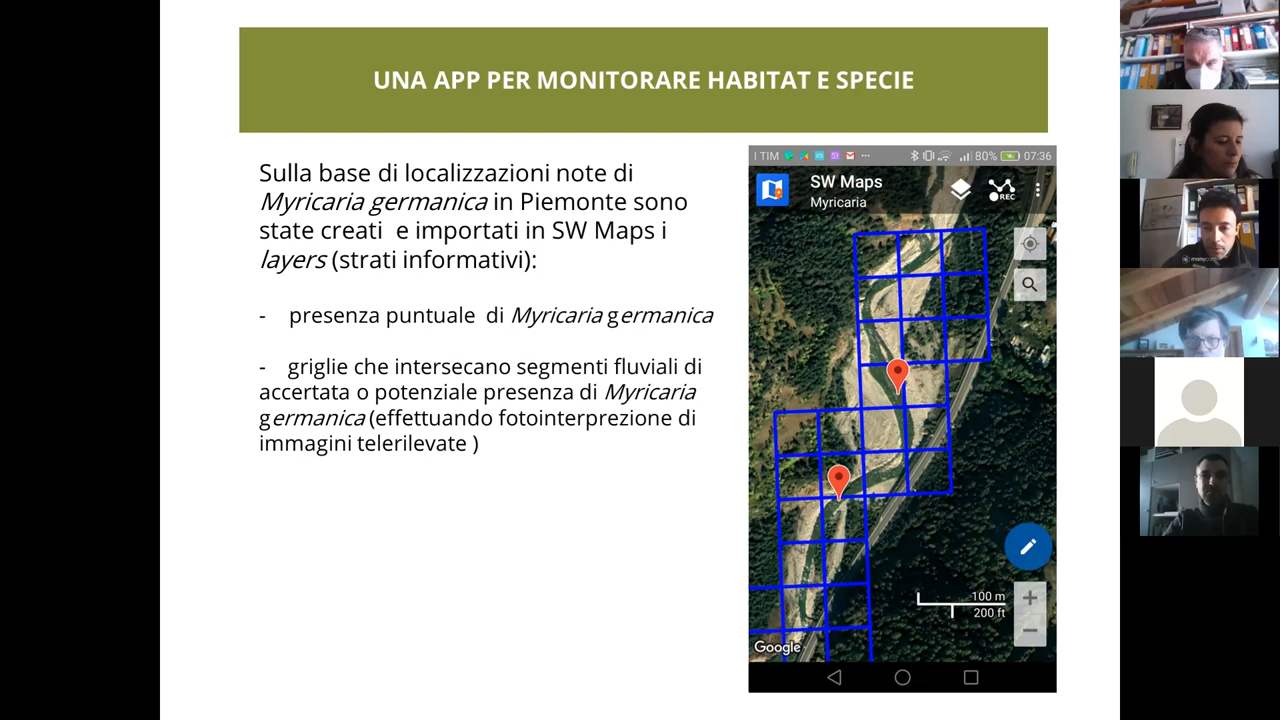 UNA APP PER MONITORARE HABITAT E SPECIE
Sulla base di localizzazioni note di
Myricaria germanica in Piemonte sono
state creati e importati in SW Maps i
layers (strati informativi):
- presenza puntuale di Myricaria germanica
- griglie che intersecano segmenti fluviali di
accertata o potenziale presenza di Myricaria
germanica (effettuando fotointerprezione di
immagini telerilevate )
TIM
80%
07:36
SW Maps
Myricaria
REC
100 m
200 ft
Google